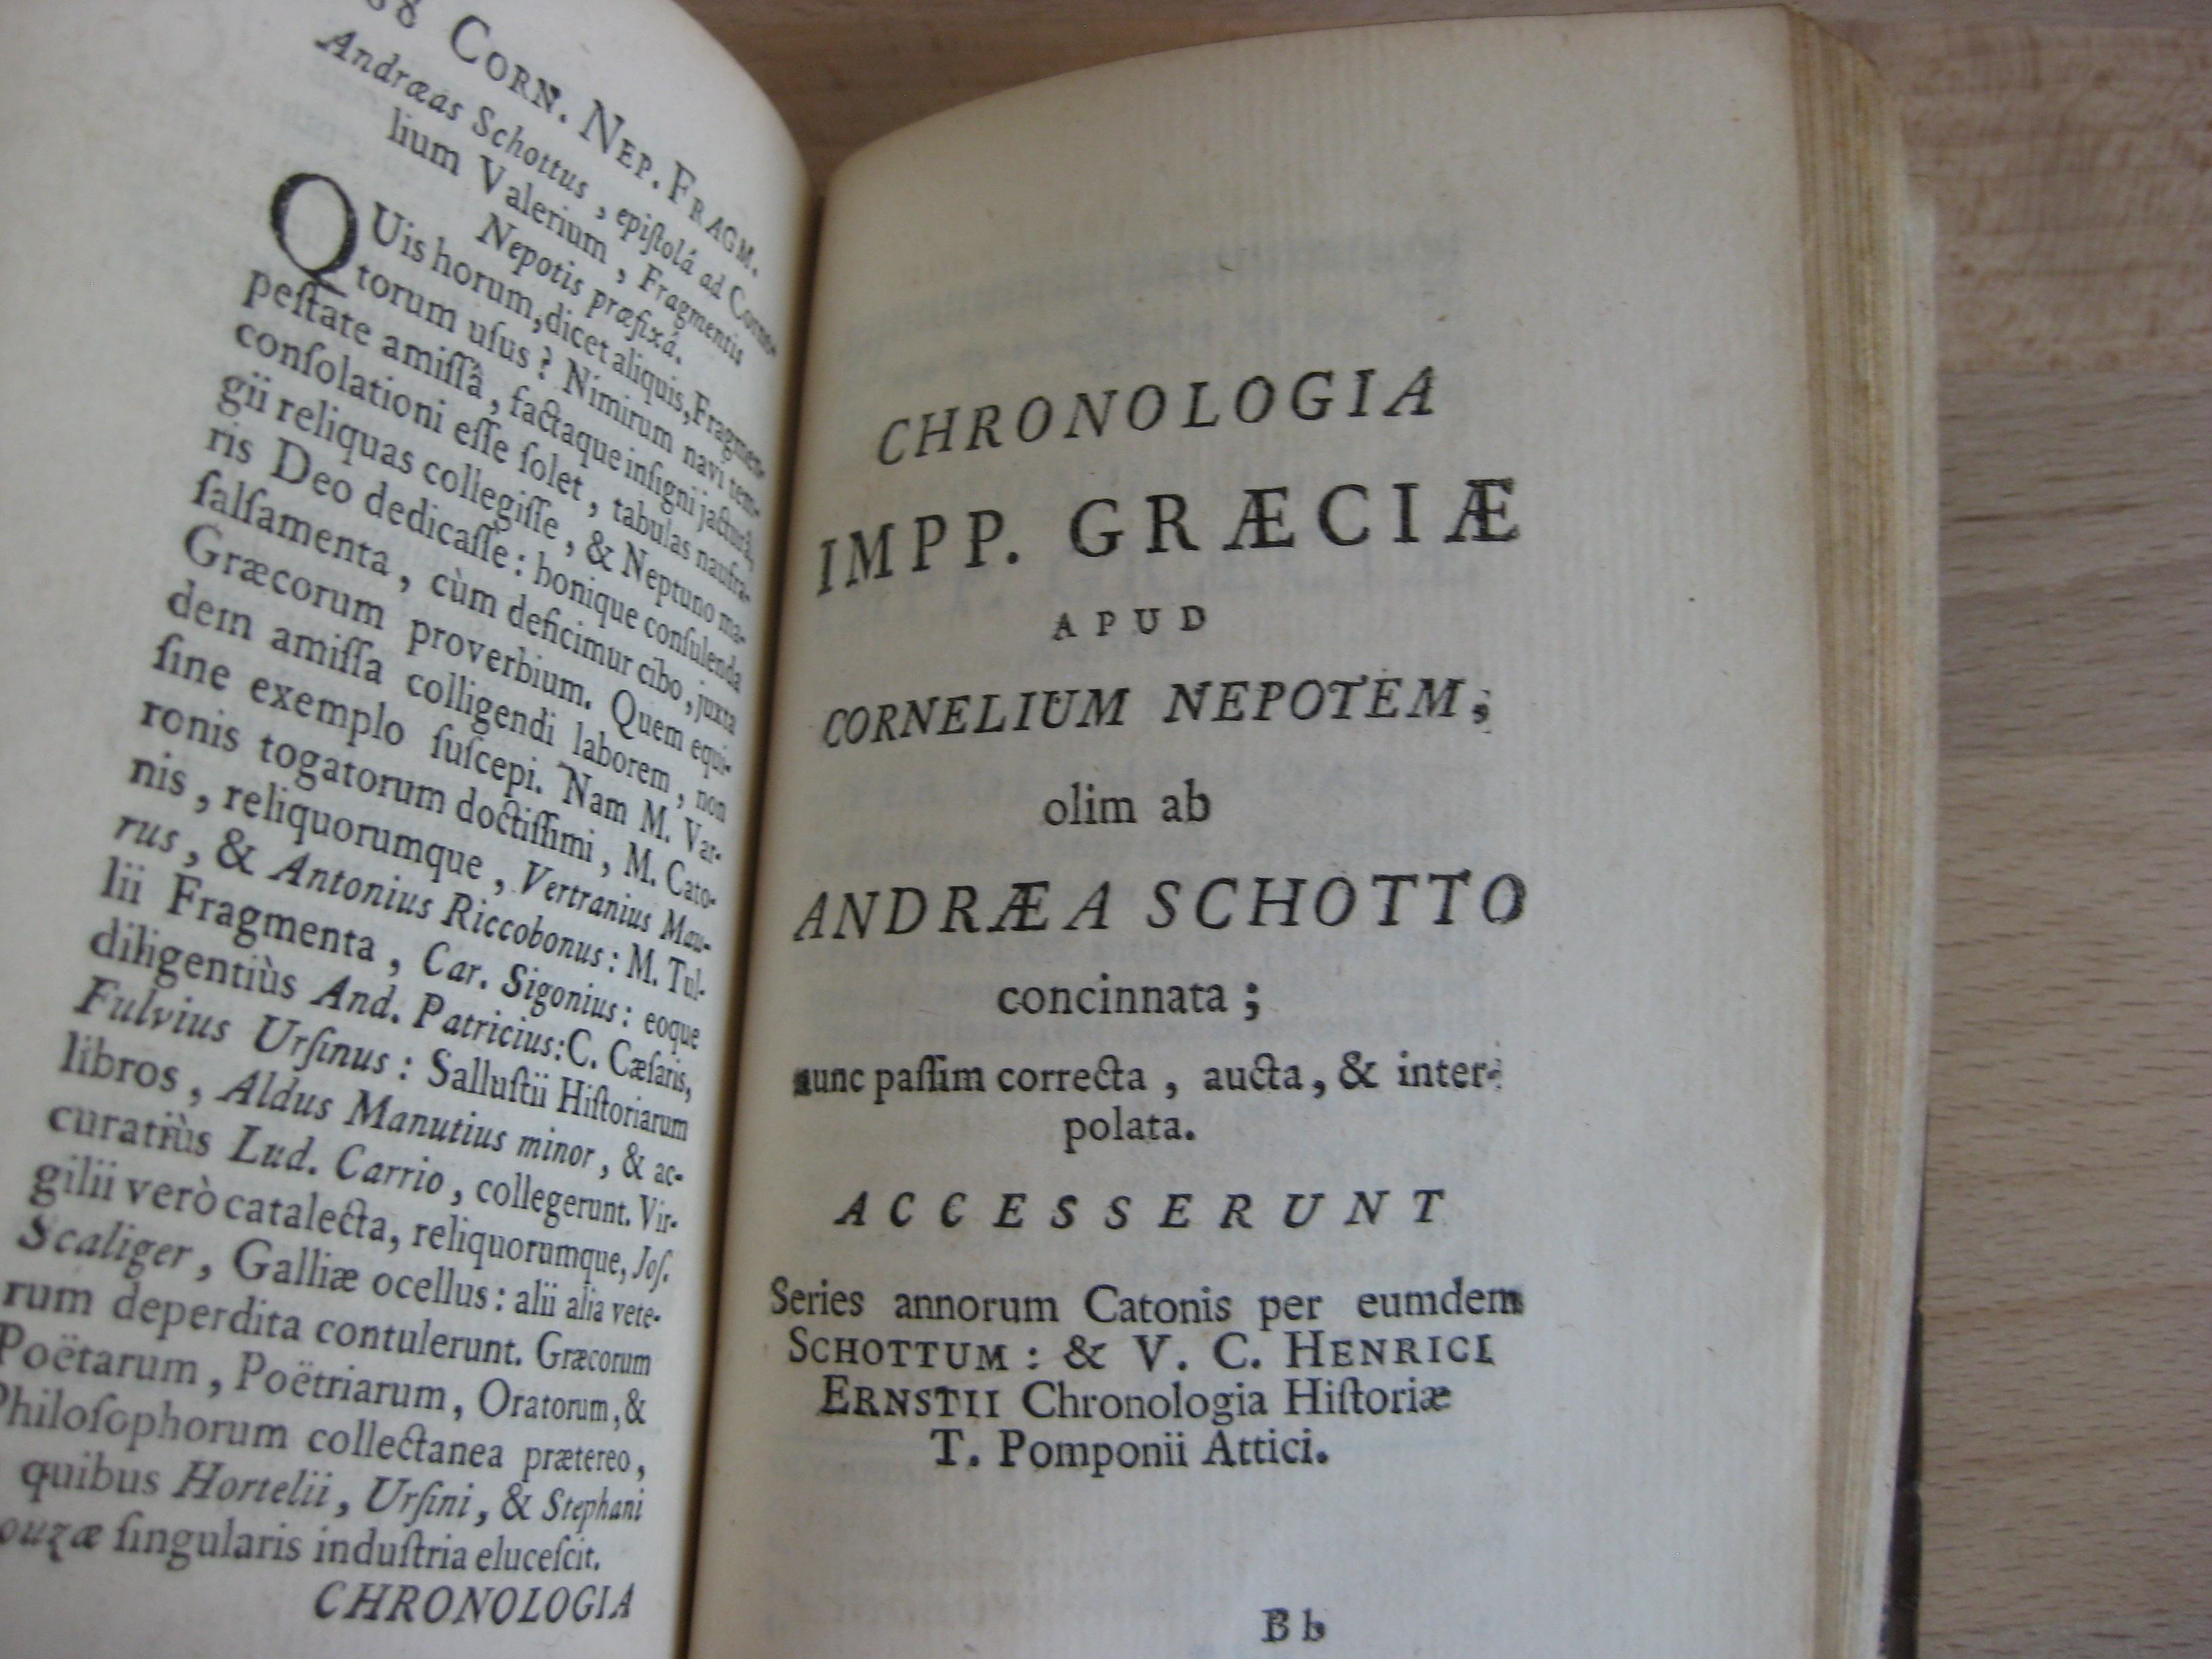 88 CORN. NEP. FRAGM.
Andræas Schottus, epiſtolâ ad Corne-
lium Valerium, Fragmentis
Nepotis præfixâ.
QUis horum, dicet aliquis, Fragmen-
torum uſus? Nimirum navi tem-
peſtate amiſſâ, factaque inſigni jacturâ,
conſolationi eſſe ſolet, tabulas naufra-
gii reliquas collegiſſe, & Neptuno ma-
ris Deo dedicaſſe: bonique conſulenda
ſalſamenta, cùm deficimur cibo, juxta
Græcorum proverbium. Quem equi-
dem amiſſa colligendi laborem, non
ſine exemplo ſuſcepi. Nam M. Var-
ronis togatorum doctiſſimi, M. Cato-
nis, reliquorumque, Vertranius Mau-
rus, & Antonius Riccobonus: M. Tul-
lii Fragmenta, Car. Sigonius: eoque
diligentiùs And. Patricius: C. Cæſaris,
Fulvius Urſinus: Salluſtii Hiſtoriarum
libros, Aldus Manutius minor, & ac-
curatiùs Lud. Carrio, collegerunt. Vir-
gilii verò catalecta, reliquorumque, Joſ.
Scaliger, Galliæ ocellus: alii alia vete-
rum deperdita contulerunt. Græcorum
Poëtarum, Poëtriarum, Oratorum, &
Philoſophorum collectanea prætereo,
quibus Hortelii, Urſini, & Stephani
ouzæ ſingularis induſtria eluceſcit.
CHRONOLOGIA
CHRONOLOGIA
IMPP. GRÆCIÆ
APUD
CORNELIUM NEPOTEM;
olim ab
ANDRÆA SCHOTTO
concinnata;
nunc paſſim correcta, aucta, & inter-
polata.
ACCESSERUNT
Series annorum Catonis per eumdem
SCHOTTUM: & V. C. HENRICI
ERNSTII Chronologia Hiſtoriæ
T. Pomponii Attici.
Bb